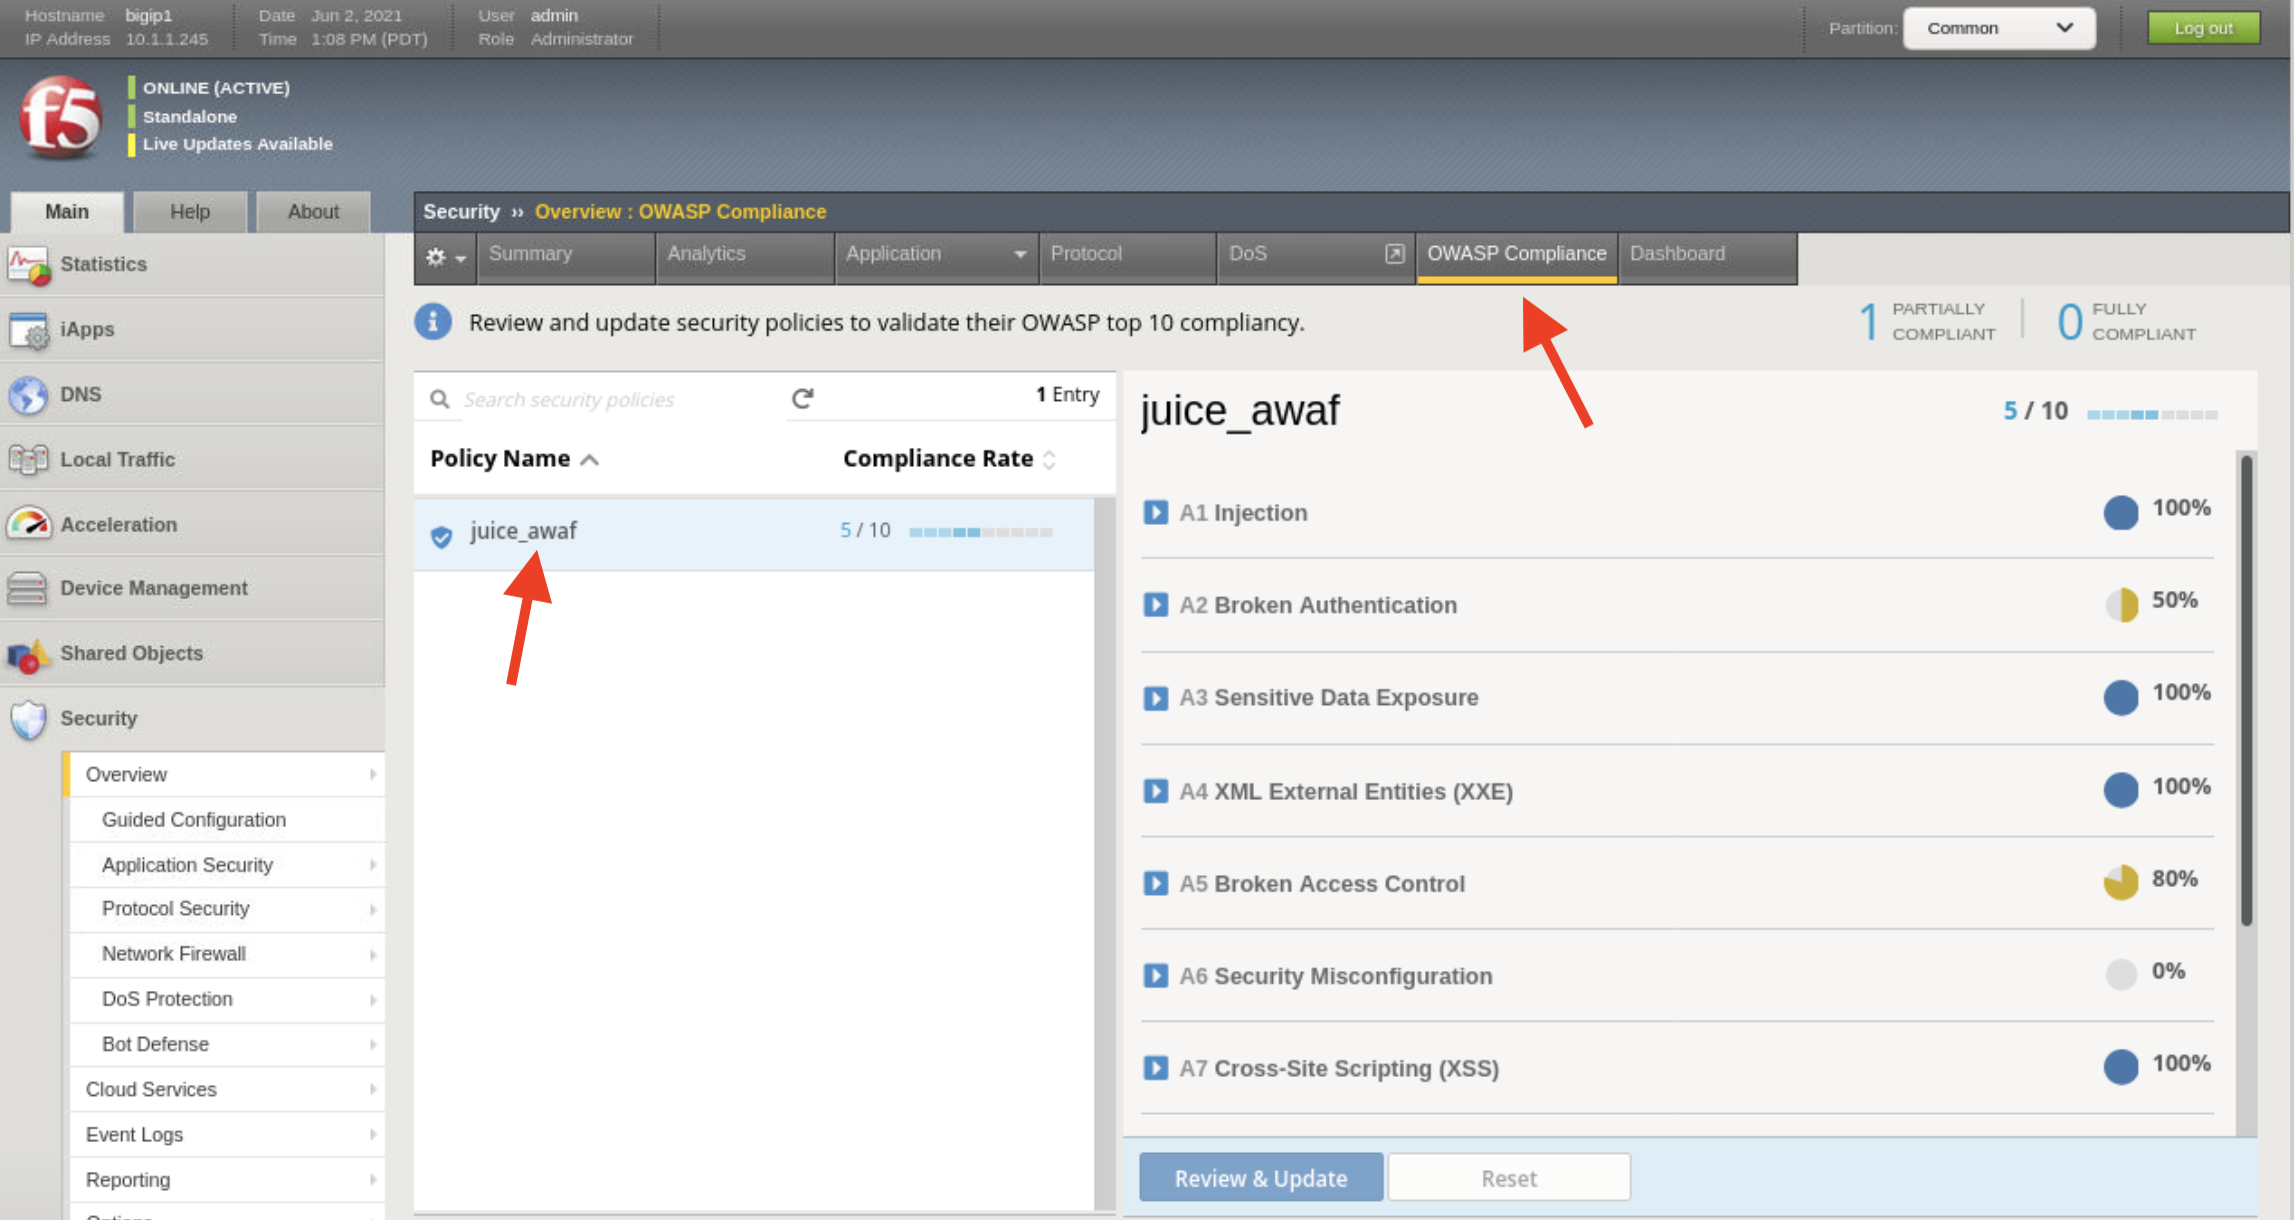 Hostname bigip1 Date Jun 2, 2021 User admin
IP Address 10.1.1.245 Time 1:08 PM (PDT) Role Administrator
Partition: Common Log out
f5
ONLINE (ACTIVE)
Standalone
Live Updates Available
Main Help About
Security ›› Overview : OWASP Compliance
Summary Analytics Application Protocol DoS OWASP Compliance Dashboard
Statistics
iApps
DNS
Local Traffic
Acceleration
Device Management
Shared Objects
Security
Overview
Guided Configuration
Application Security
Protocol Security
Network Firewall
DoS Protection
Bot Defense
Cloud Services
Event Logs
Reporting
Review and update security policies to validate their OWASP top 10 compliancy.
1 PARTIALLY COMPLIANT
0 FULLY COMPLIANT
Search security policies 1 Entry
Policy Name Compliance Rate
juice_awaf 5 / 10
juice_awaf 5 / 10
A1 Injection 100%
A2 Broken Authentication 50%
A3 Sensitive Data Exposure 100%
A4 XML External Entities (XXE) 100%
A5 Broken Access Control 80%
A6 Security Misconfiguration 0%
A7 Cross-Site Scripting (XSS) 100%
Review & Update Reset